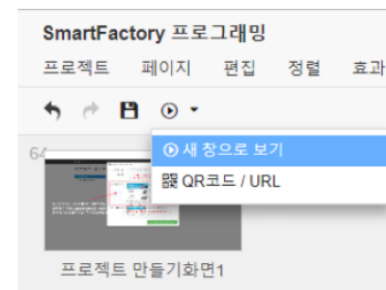 SmartFactory 프로그래밍
프로젝트 페이지 편집 정렬 효과
64
새 창으로 보기
QR코드 / URL
프로젝트 만들기화면1